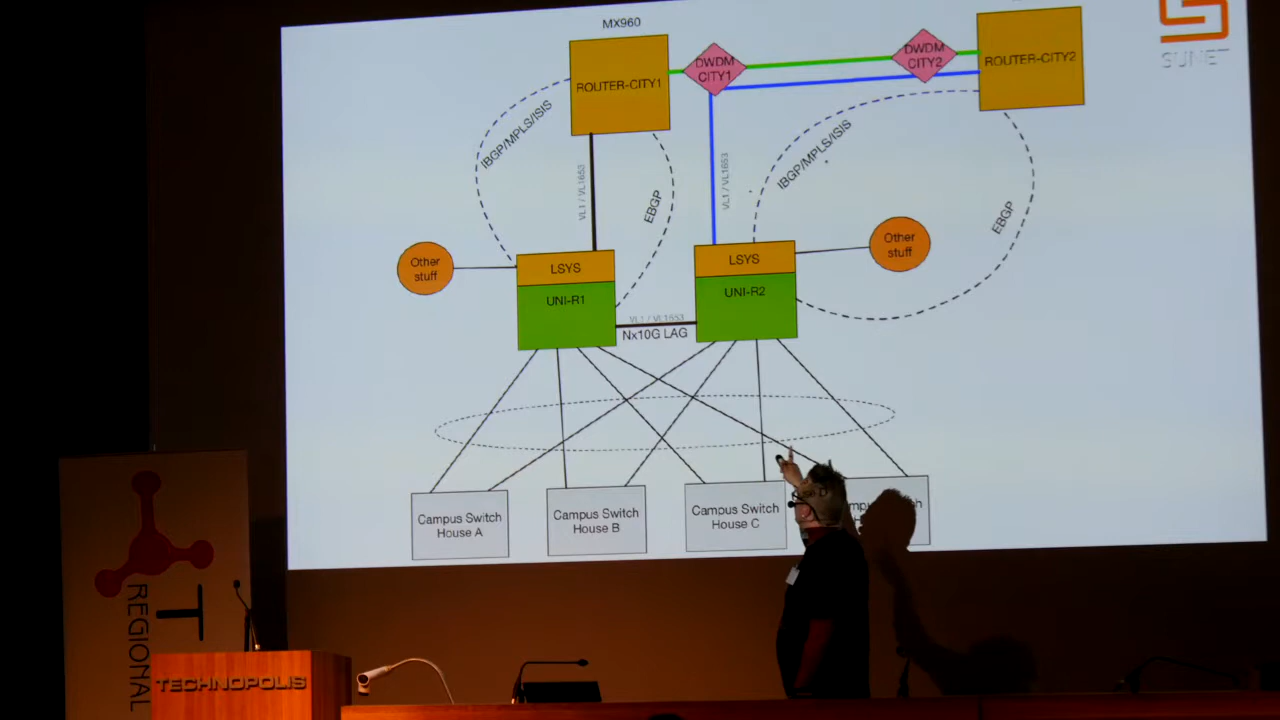 MX960
SUNET
ROUTER-CITY1
DWDM
CITY1
DWDM
CITY2
ROUTER-CITY2
IBGP/MPLS/ISIS
VL1 / VL1653
EBGP
VL1 / VL1653
IBGP/MPLS/ISIS
EBGP
Other
stuff
LSYS
UNI-R1
LSYS
UNI-R2
Other
stuff
VL1 / VL1653
Nx10G LAG
Campus Switch
House A
Campus Switch
House B
Campus Switch
House C
T
REGIONAL
TECHNOPOLIS